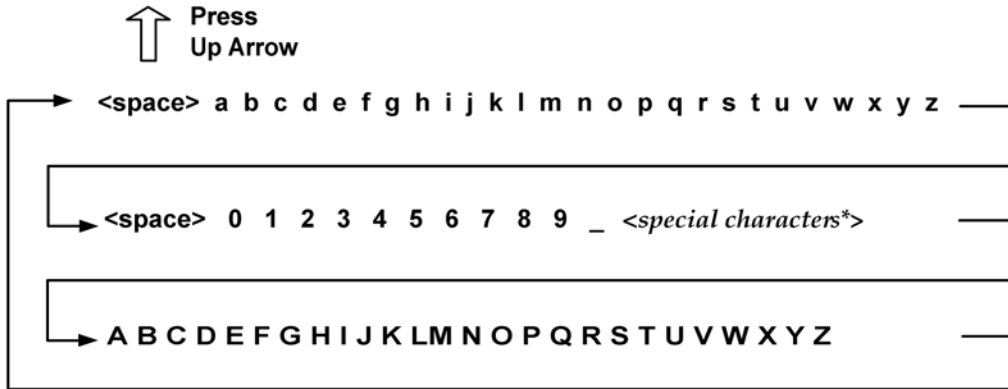 Press
Up Arrow
<space> a b c d e f g h i j k l m n o p q r s t u v w x y z
<space> 0 1 2 3 4 5 6 7 8 9 _ <special characters*>
A B C D E F G H I J K L M N O P Q R S T U V W X Y Z